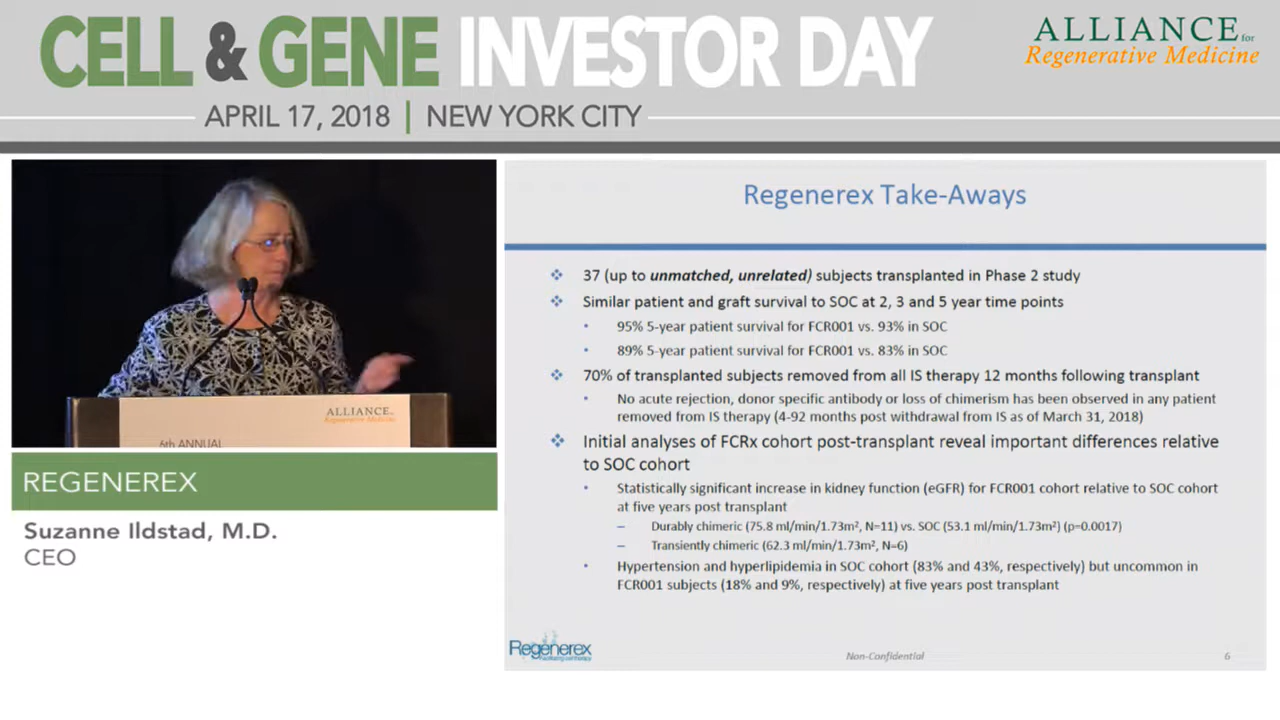 CELL & GENE INVESTOR DAY
APRIL 17, 2018 | NEW YORK CITY
ALLIANCE for
Regenerative Medicine
ALLIANCE for
Regenerative Medicine
6th ANNUAL
REGENEREX
Suzanne Ildstad, M.D.
CEO
Regenerex Take-Aways
❖ 37 (up to unmatched, unrelated) subjects transplanted in Phase 2 study
❖ Similar patient and graft survival to SOC at 2, 3 and 5 year time points
• 95% 5-year patient survival for FCR001 vs. 93% in SOC
• 89% 5-year patient survival for FCR001 vs. 83% in SOC
❖ 70% of transplanted subjects removed from all IS therapy 12 months following transplant
• No acute rejection, donor specific antibody or loss of chimerism has been observed in any patient
removed from IS therapy (4-92 months post withdrawal from IS as of March 31, 2018)
❖ Initial analyses of FCRx cohort post-transplant reveal important differences relative
to SOC cohort
• Statistically significant increase in kidney function (eGFR) for FCR001 cohort relative to SOC cohort
at five years post transplant
– Durably chimeric (75.8 ml/min/1.73m², N=11) vs. SOC (53.1 ml/min/1.73m²) (p=0.0017)
– Transiently chimeric (62.3 ml/min/1.73m², N=6)
• Hypertension and hyperlipidemia in SOC cohort (83% and 43%, respectively) but uncommon in
FCR001 subjects (18% and 9%, respectively) at five years post transplant
Regenerex
Non-Confidential
6